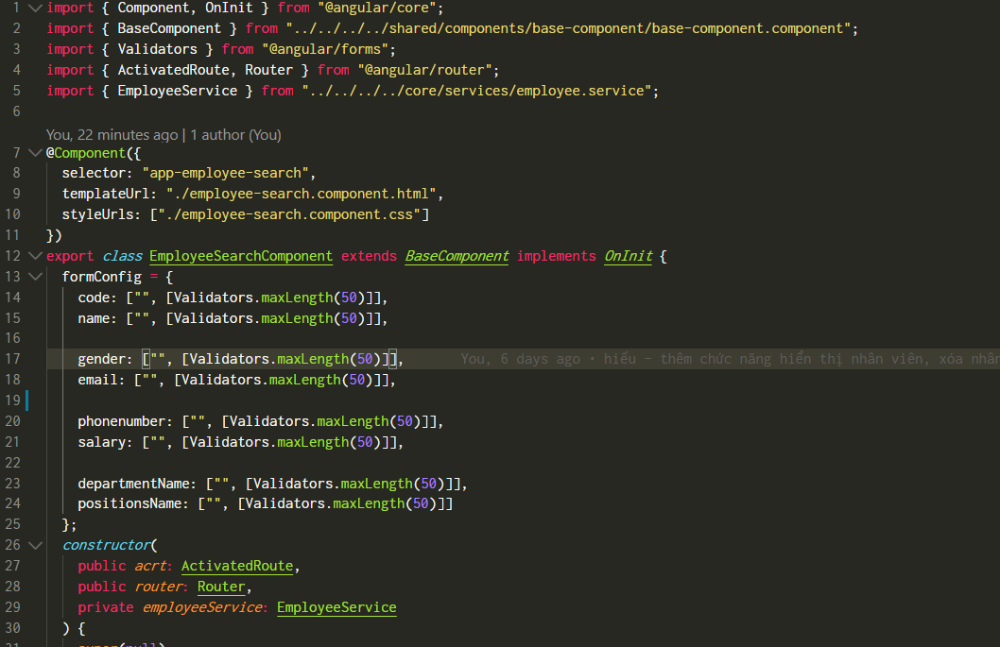 1 import { Component, OnInit } from "@angular/core";
2 import { BaseComponent } from "../../../../shared/components/base-component/base-component.component";
3 import { Validators } from "@angular/forms";
4 import { ActivatedRoute, Router } from "@angular/router";
5 import { EmployeeService } from "../../../../core/services/employee.service";
6
You, 22 minutes ago | 1 author (You)
7 @Component({
8 selector: "app-employee-search",
9 templateUrl: "./employee-search.component.html",
10 styleUrls: ["./employee-search.component.css"]
11 })
12 export class EmployeeSearchComponent extends BaseComponent implements OnInit {
13 formConfig = {
14 code: ["", [Validators.maxLength(50)]],
15 name: ["", [Validators.maxLength(50)]],
16
17 gender: ["", [Validators.maxLength(50)]], You, 6 days ago • hiếu - thêm chức năng hiển thị nhân viên, xóa nhân
18 email: ["", [Validators.maxLength(50)]],
19
20 phonenumber: ["", [Validators.maxLength(50)]],
21 salary: ["", [Validators.maxLength(50)]],
22
23 departmentName: ["", [Validators.maxLength(50)]],
24 positionsName: ["", [Validators.maxLength(50)]]
25 };
26 constructor(
27 public acrt: ActivatedRoute,
28 public router: Router,
29 private employeeService: EmployeeService
30 ) {
31 super(null)